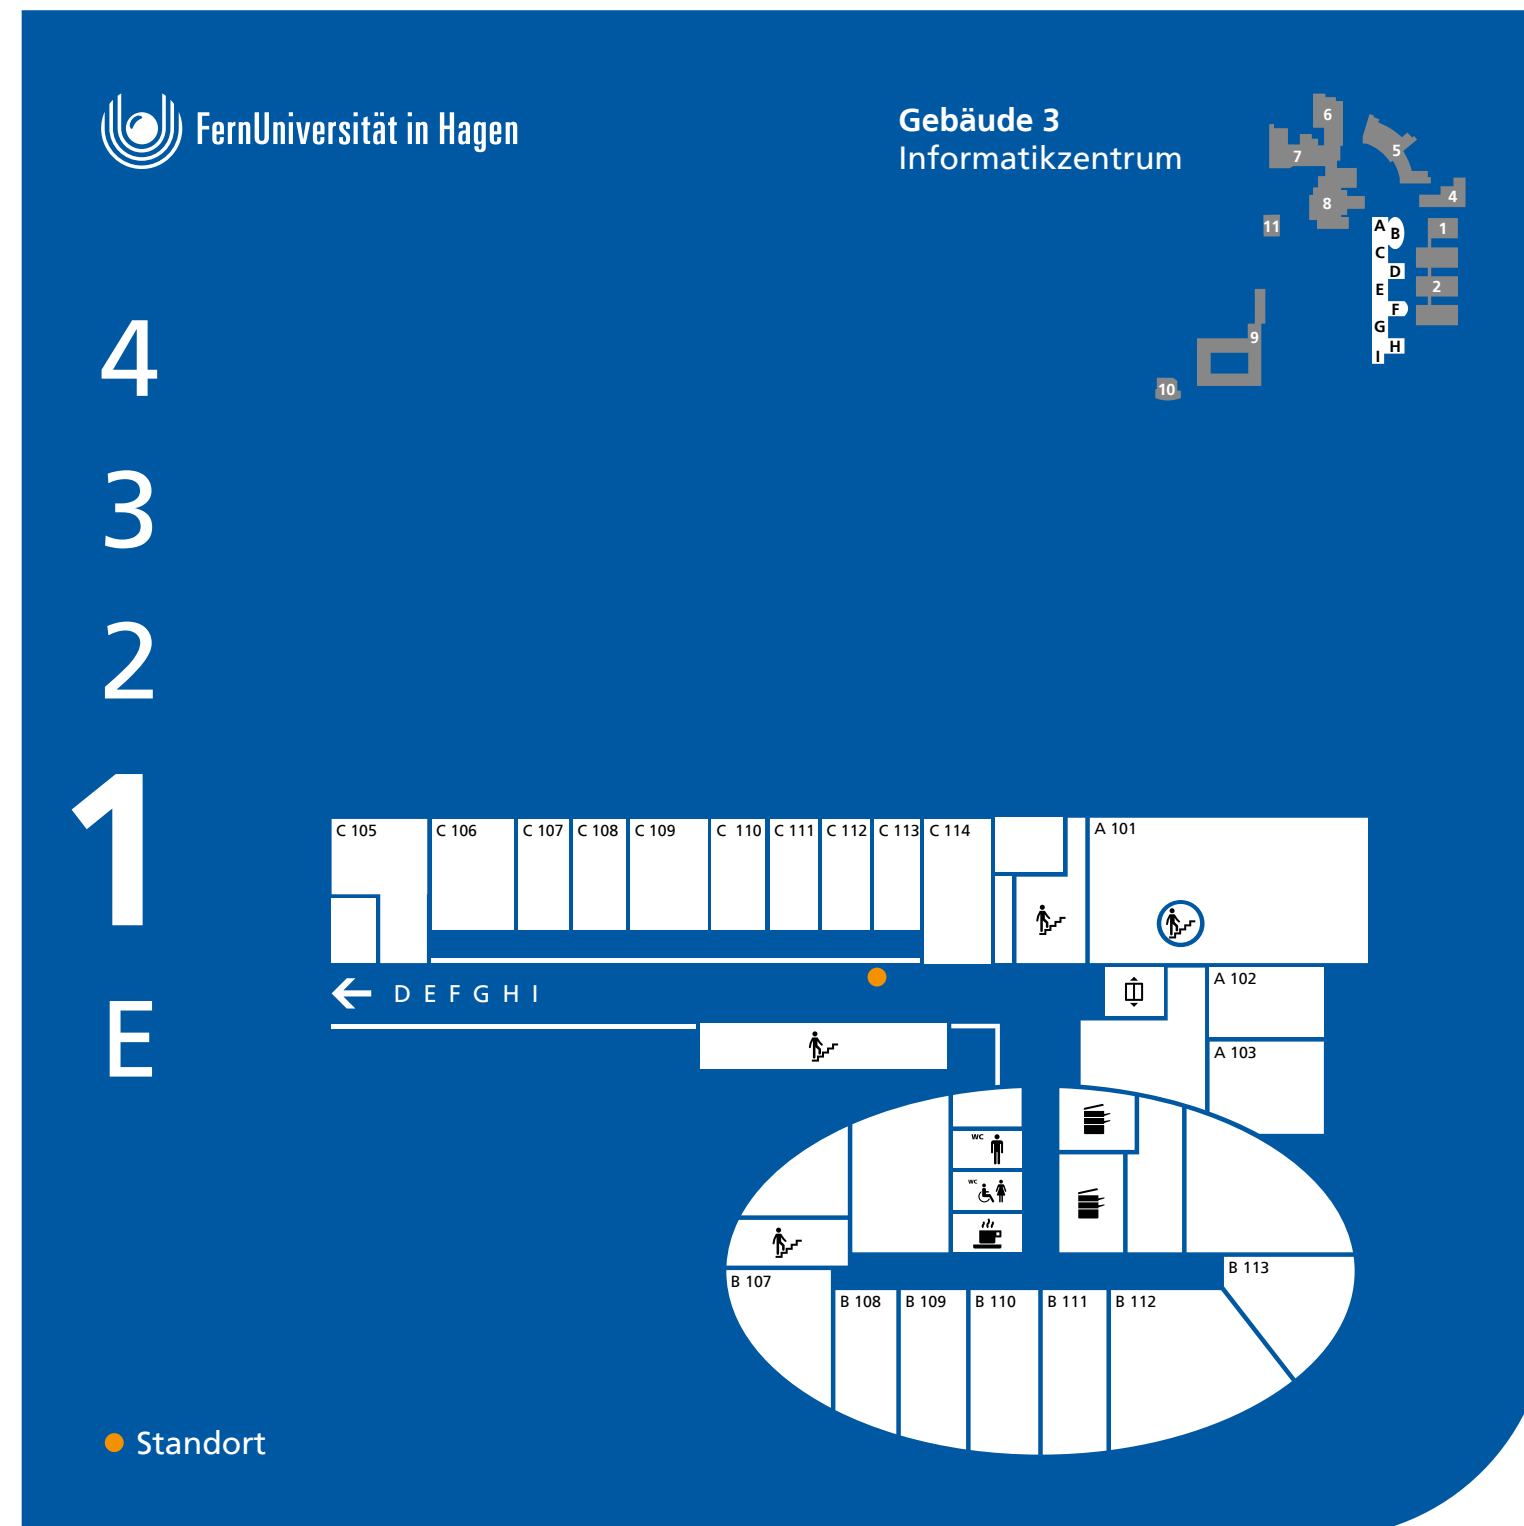 FernUniversität in Hagen
Gebäude 3
Informatikzentrum
6
7
5
8
4
11
A
B
1
C
D
E
2
F
G
9
H
I
10
4
3
2
1
E
C 105
C 106
C 107
C 108
C 109
C 110
C 111
C 112
C 113
C 114
A 101
D E F G H I
A 102
A 103
WC
WC
B 107
B 108
B 109
B 110
B 111
B 112
B 113
Standort